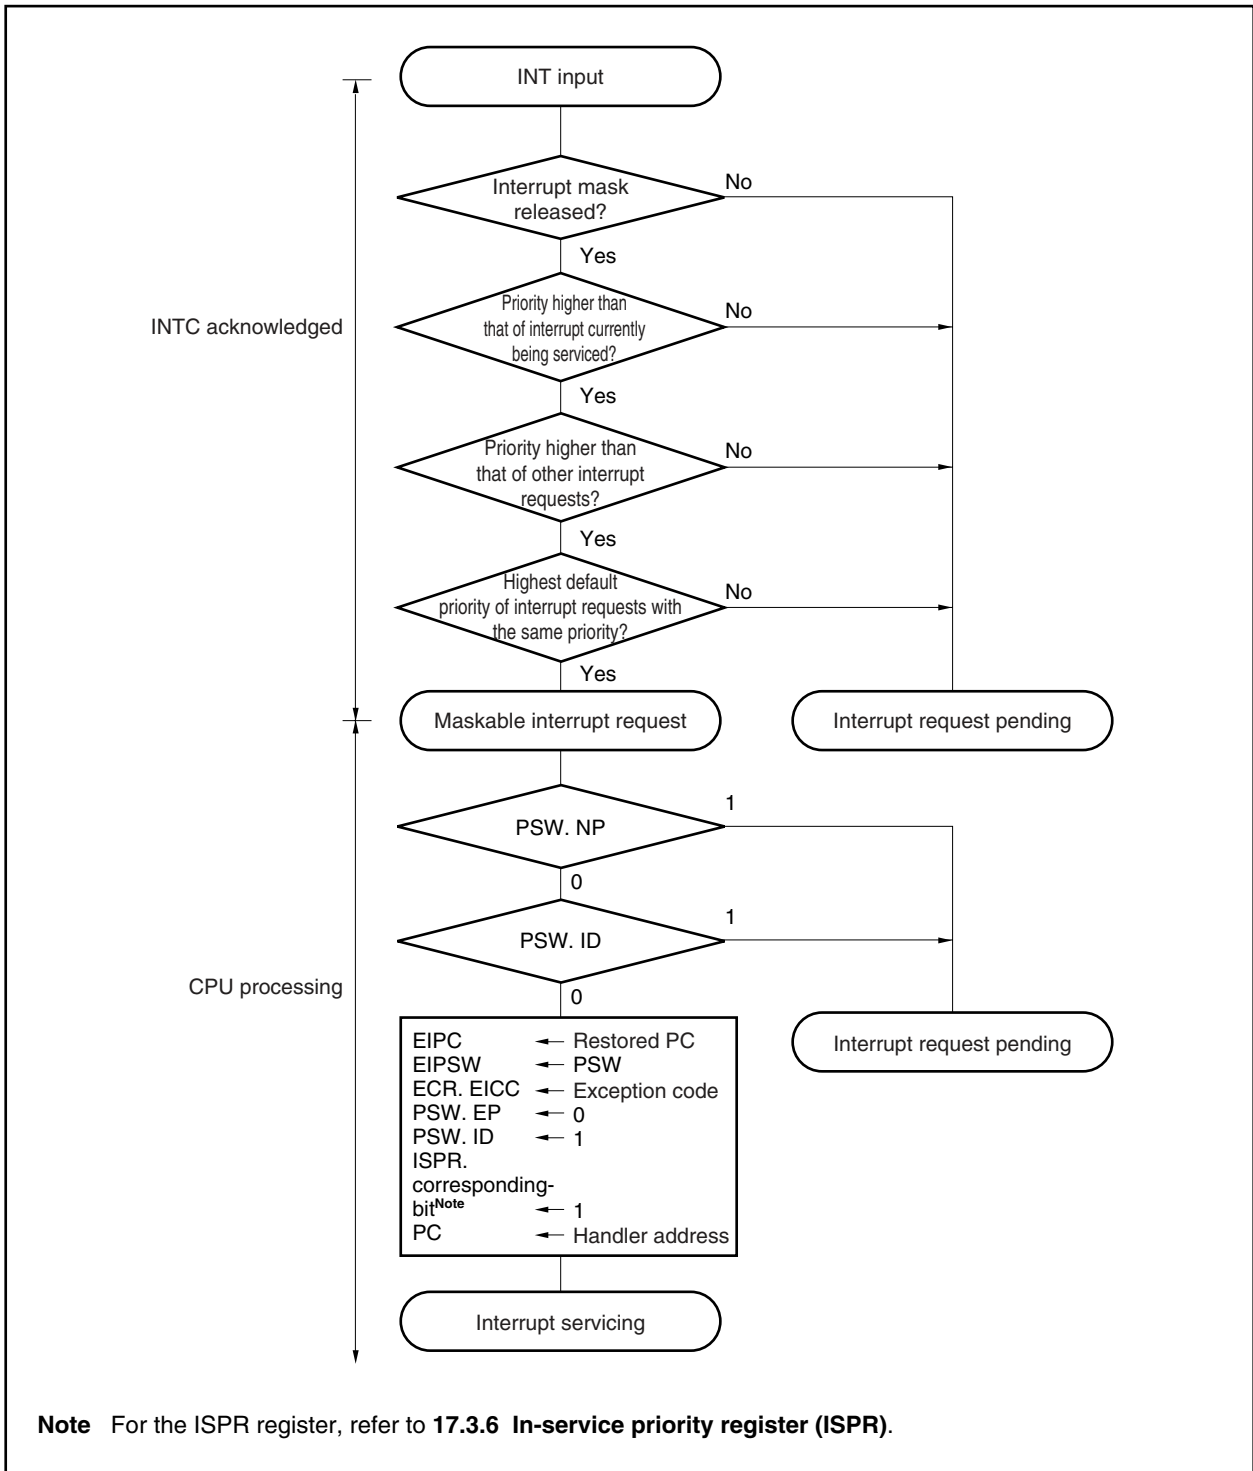 INT input
Interrupt mask
released?
No
Yes
Priority higher than
that of interrupt currently
being serviced?
No
INTC acknowledged
Yes
Priority higher than
that of other interrupt
requests?
No
Yes
Highest default
priority of interrupt requests with
the same priority?
No
Yes
Maskable interrupt request
Interrupt request pending
PSW. NP
1
0
PSW. ID
1
0
CPU processing
EIPC ← Restored PC
EIPSW ← PSW
ECR. EICC ← Exception code
PSW. EP ← 0
PSW. ID ← 1
ISPR.
corresponding-
bitNote ← 1
PC ← Handler address
Interrupt request pending
Interrupt servicing
Note For the ISPR register, refer to 17.3.6 In-service priority register (ISPR).